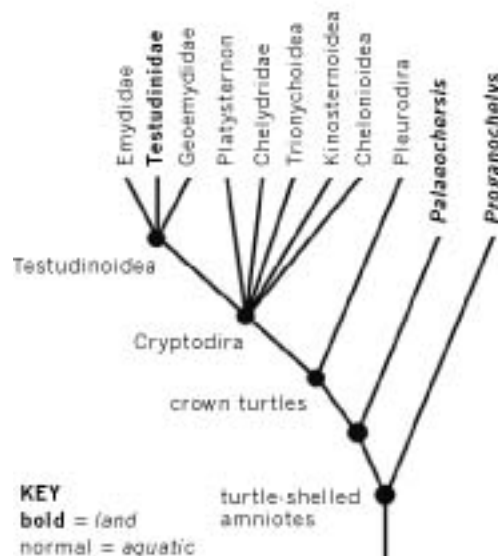 Emydidae
Testudinidae
Geoemydidae
Platysternon
Chelydridae
Trionychoidea
Kinosternoidea
Chelonioidea
Pleurodira
Palaeochersis
Proganochelys
Testudinoidea
Cryptodira
crown turtles
turtle-shelled
amniotes
KEY
bold = land
normal = aquatic